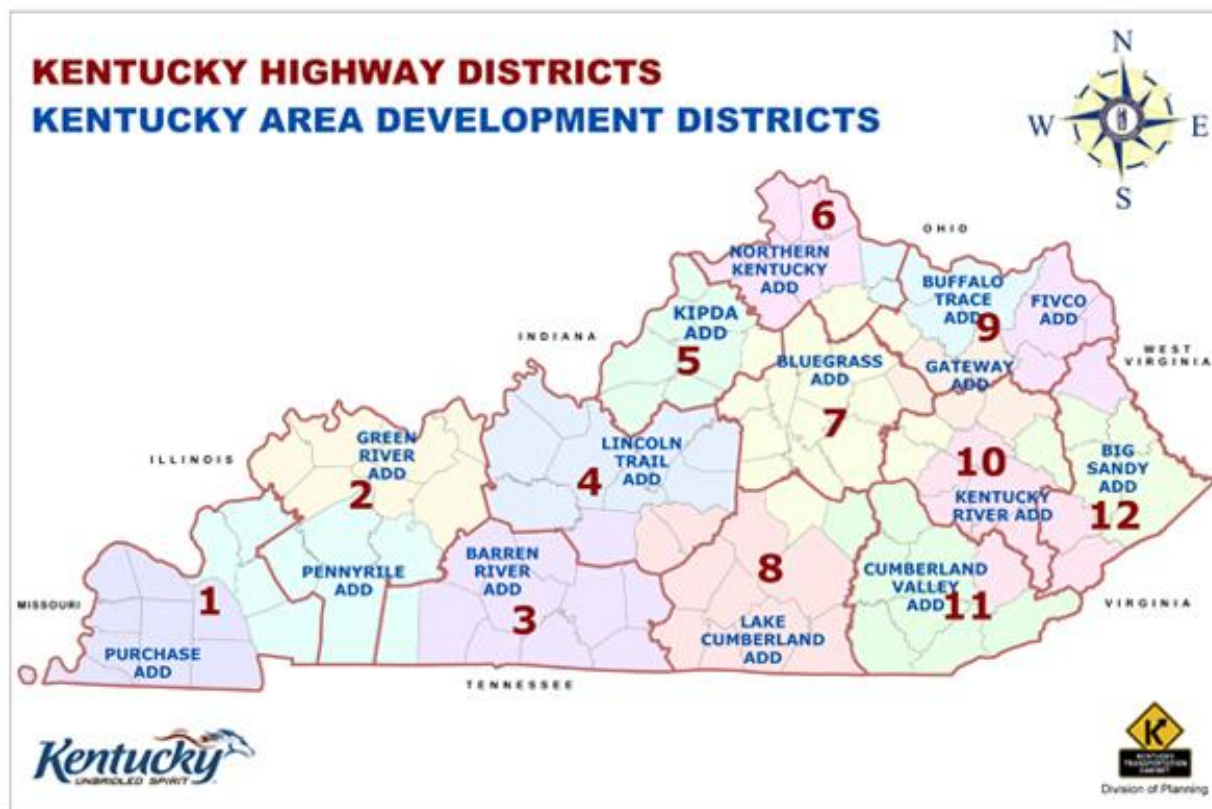 KENTUCKY HIGHWAY DISTRICTS
KENTUCKY AREA DEVELOPMENT DISTRICTS
N
W
E
S
6
OHIO
NORTHERN
KENTUCKY
ADD
BUFFALO
TRACE
ADD
9
FIVCO
ADD
KIPDA
ADD
5
INDIANA
WEST
VIRGINIA
BLUEGRASS
ADD
7
GATEWAY
ADD
GREEN
RIVER
ADD
2
ILLINOIS
LINCOLN
TRAIL
ADD
4
10
KENTUCKY
RIVER ADD
BIG
SANDY
ADD
12
BARREN
RIVER
ADD
3
PENNYRILE
ADD
8
CUMBERLAND
VALLEY
ADD
11
MISSOURI
1
VIRGINIA
PURCHASE
ADD
LAKE
CUMBERLAND
ADD
TENNESSEE
Kentucky
UNBRIDLED SPIRIT
K
KENTUCKY
TRANSPORTATION
CABINET
Division of Planning